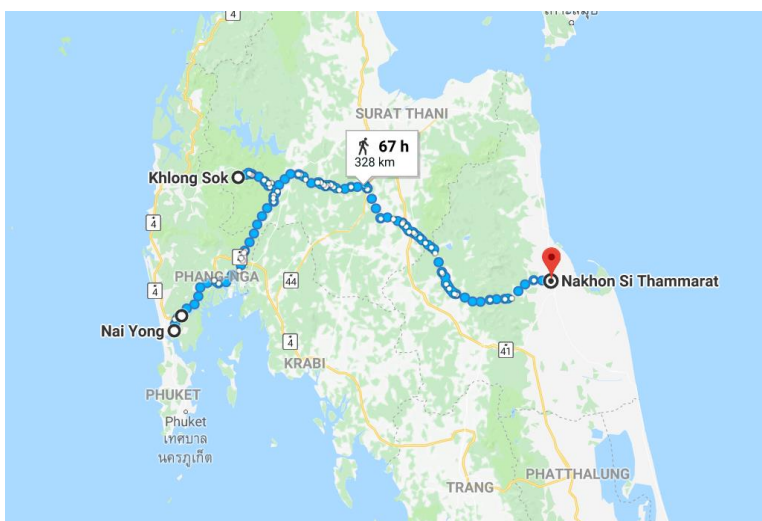 4
SURAT THANI
67 h
328 km
Khlong Sok
4
4
PHANG-NGA
44
Nakhon Si Thammarat
4
Nai Yong
4
41
KRABI
PHUKET
Phuket
เทศบาล
นครภูเก็ต
PHATTHALUNG
TRANG